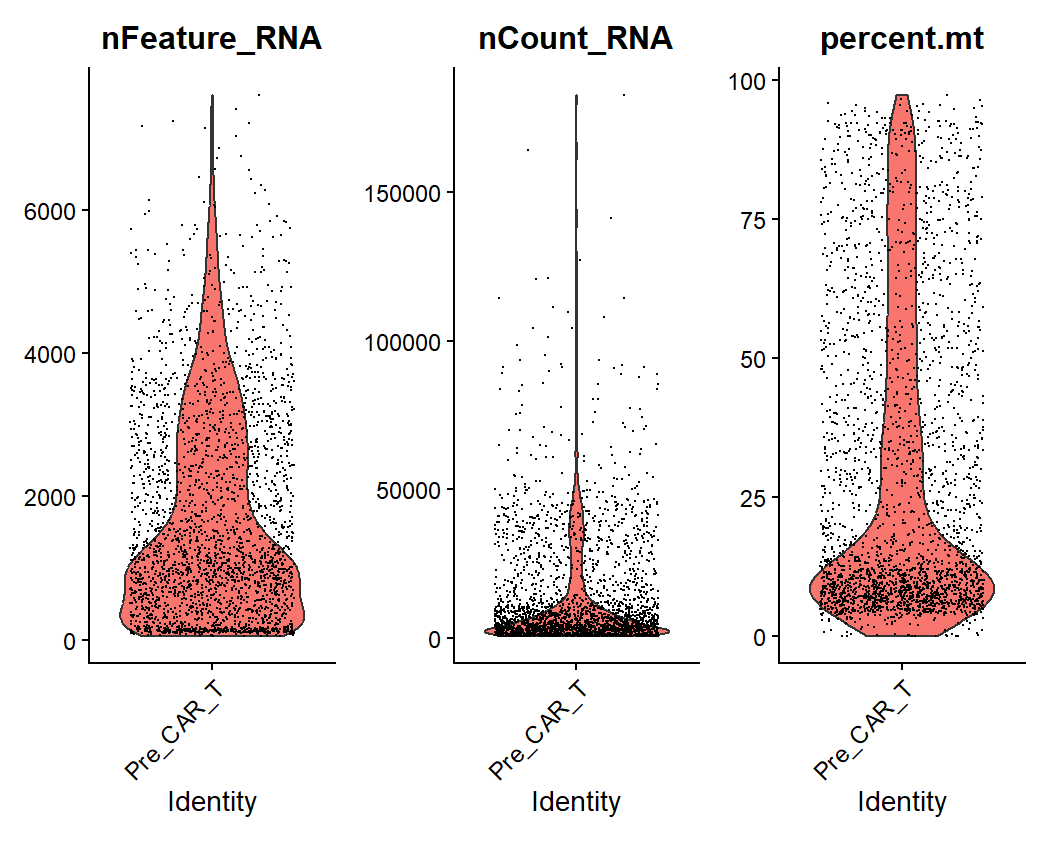 nFeature_RNA
6000
4000
2000
0
Pre_CAR_T
Identity
nCount_RNA
150000
100000
50000
0
Pre_CAR_T
Identity
percent.mt
100
75
50
25
0
Pre_CAR_T
Identity